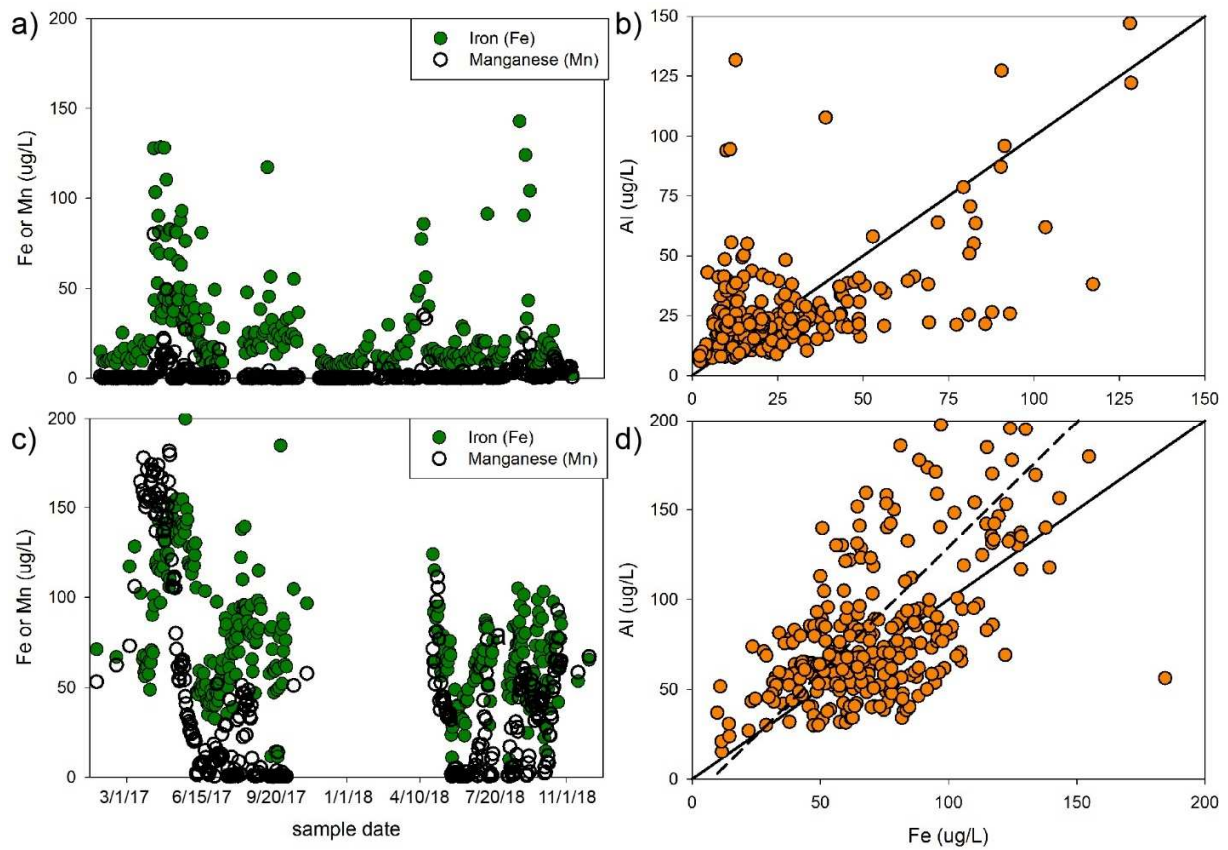 a)
200
150
100
50
0
Fe or Mn (ug/L)
Iron (Fe)
Manganese (Mn)
b)
150
125
100
75
50
25
0
Al (ug/L)
0 25 50 75 100 125 150
c)
200
150
100
50
0
Fe or Mn (ug/L)
Iron (Fe)
Manganese (Mn)
3/1/17 6/15/17 9/20/17 1/1/18 4/10/18 7/20/18 11/1/18
sample date
d)
200
150
100
50
0
Al (ug/L)
0 50 100 150 200
Fe (ug/L)